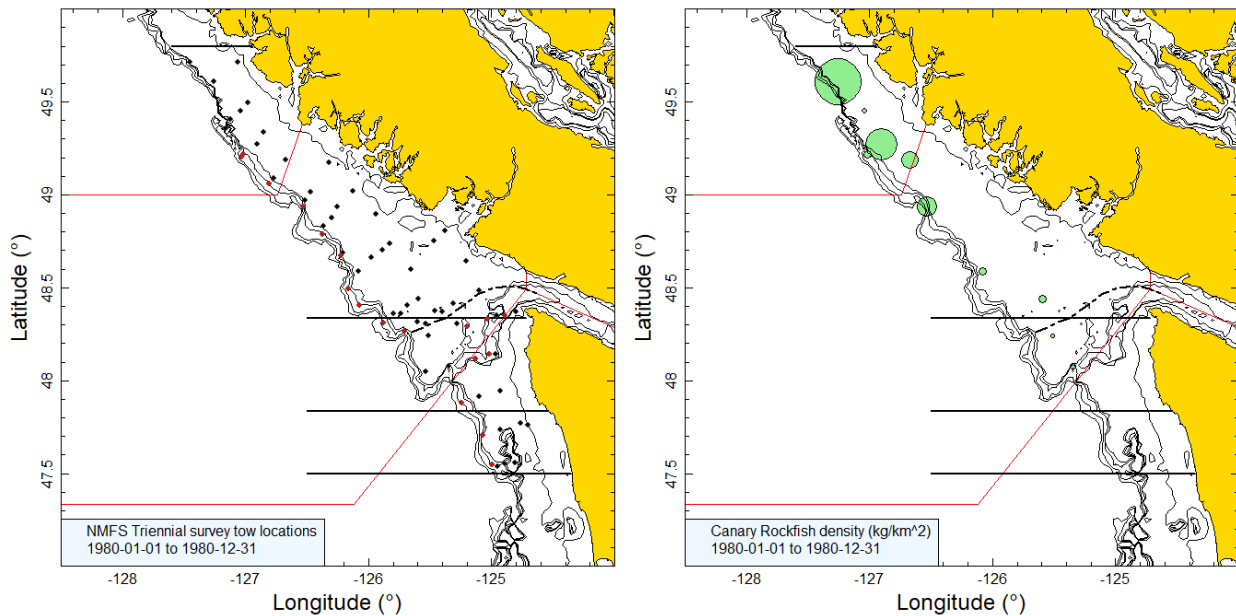 49.5
49
48.5
48
47.5
Latitude (°)
-128
-127
-126
-125
Longitude (°)
NMFS Triennial survey tow locations
1980-01-01 to 1980-12-31
49.5
49
48.5
48
47.5
Latitude (°)
-128
-127
-126
-125
Longitude (°)
Canary Rockfish density (kg/km^2)
1980-01-01 to 1980-12-31